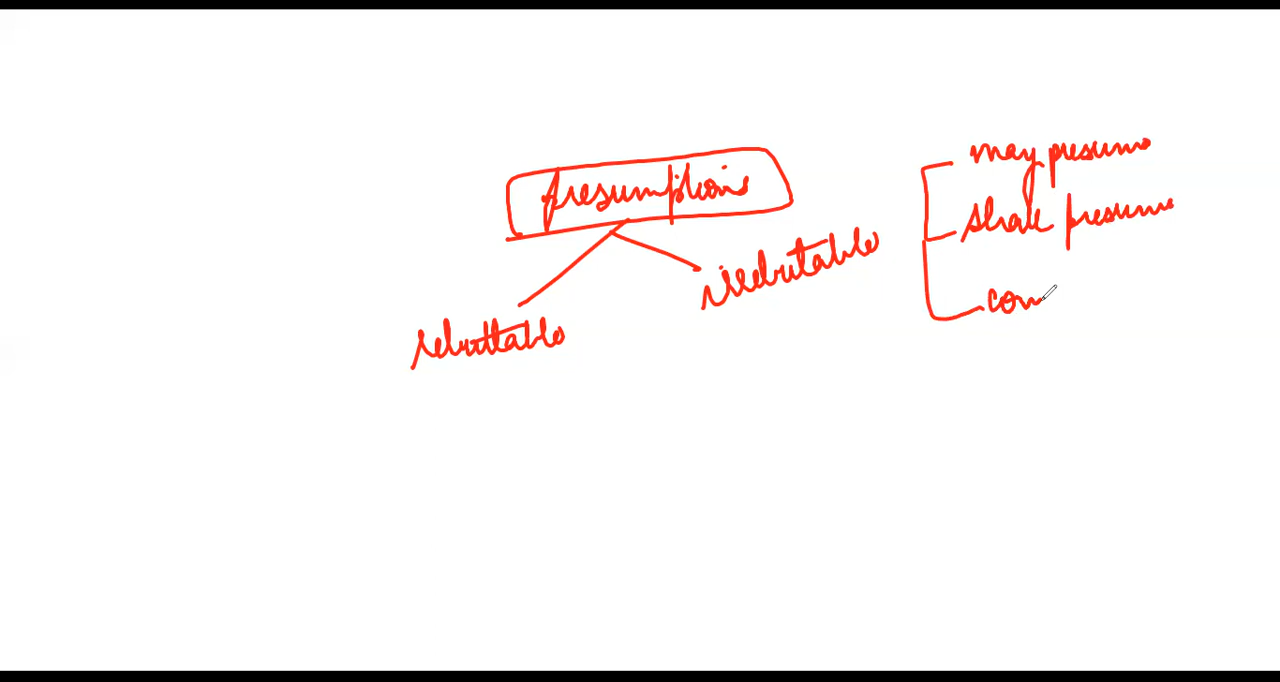 presumptions
rebuttable
irrebutable
may presume
shall presume
con